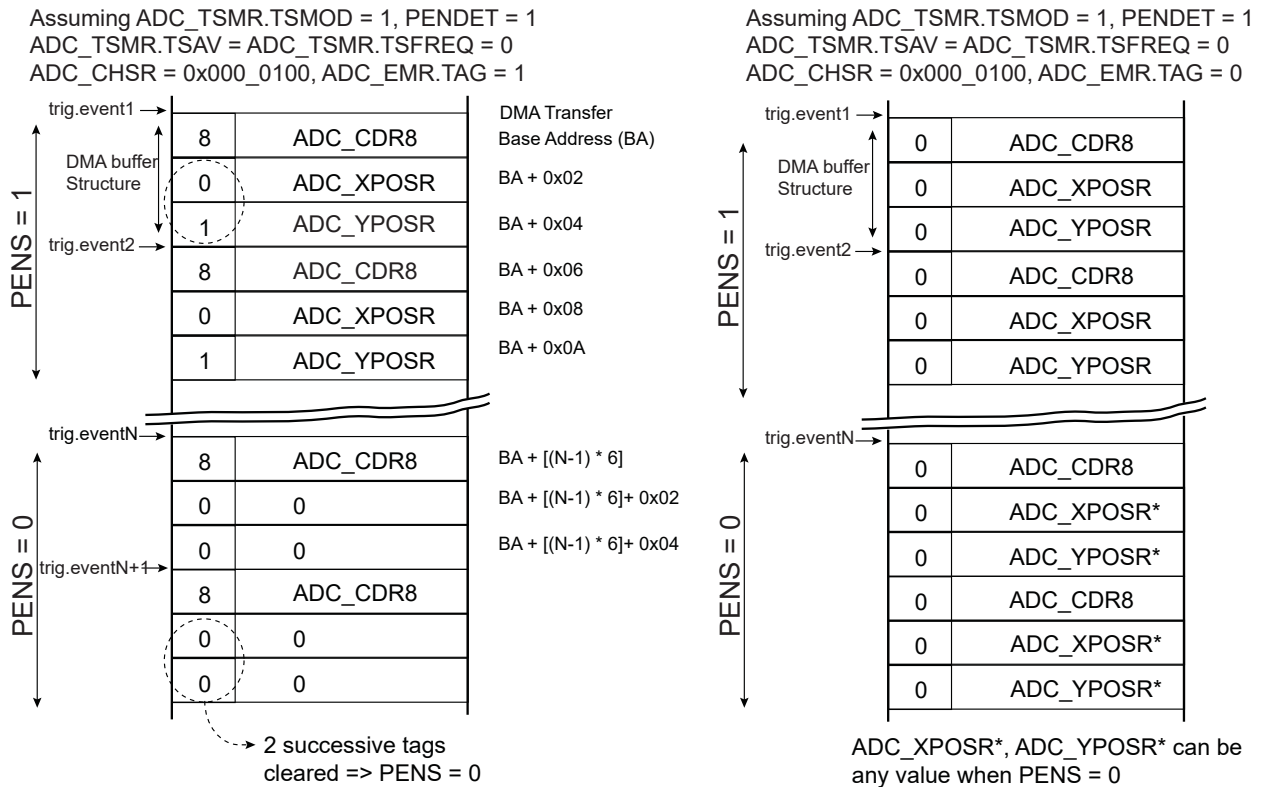 Assuming ADC_TSMR.TSMOD = 1, PENDET = 1
ADC_TSMR.TSAV = ADC_TSMR.TSFREQ = 0
ADC_CHSR = 0x000_0100, ADC_EMR.TAG = 1
trig.event1
DMA Transfer
8 ADC_CDR8 Base Address (BA)
DMA buffer
Structure
0 ADC_XPOSR BA + 0x02
1 ADC_YPOSR BA + 0x04
PENS = 1
trig.event2
8 ADC_CDR8 BA + 0x06
0 ADC_XPOSR BA + 0x08
1 ADC_YPOSR BA + 0x0A
trig.eventN
8 ADC_CDR8 BA + [(N-1) * 6]
0 0 BA + [(N-1) * 6]+ 0x02
0 0 BA + [(N-1) * 6]+ 0x04
PENS = 0
trig.eventN+1
8 ADC_CDR8
0 0
0 0
2 successive tags
cleared => PENS = 0
Assuming ADC_TSMR.TSMOD = 1, PENDET = 1
ADC_TSMR.TSAV = ADC_TSMR.TSFREQ = 0
ADC_CHSR = 0x000_0100, ADC_EMR.TAG = 0
trig.event1
0 ADC_CDR8
DMA buffer
Structure
0 ADC_XPOSR
0 ADC_YPOSR
PENS = 1
trig.event2
0 ADC_CDR8
0 ADC_XPOSR
0 ADC_YPOSR
trig.eventN
0 ADC_CDR8
0 ADC_XPOSR*
0 ADC_YPOSR*
PENS = 0
0 ADC_CDR8
0 ADC_XPOSR*
0 ADC_YPOSR*
ADC_XPOSR*, ADC_YPOSR* can be
any value when PENS = 0